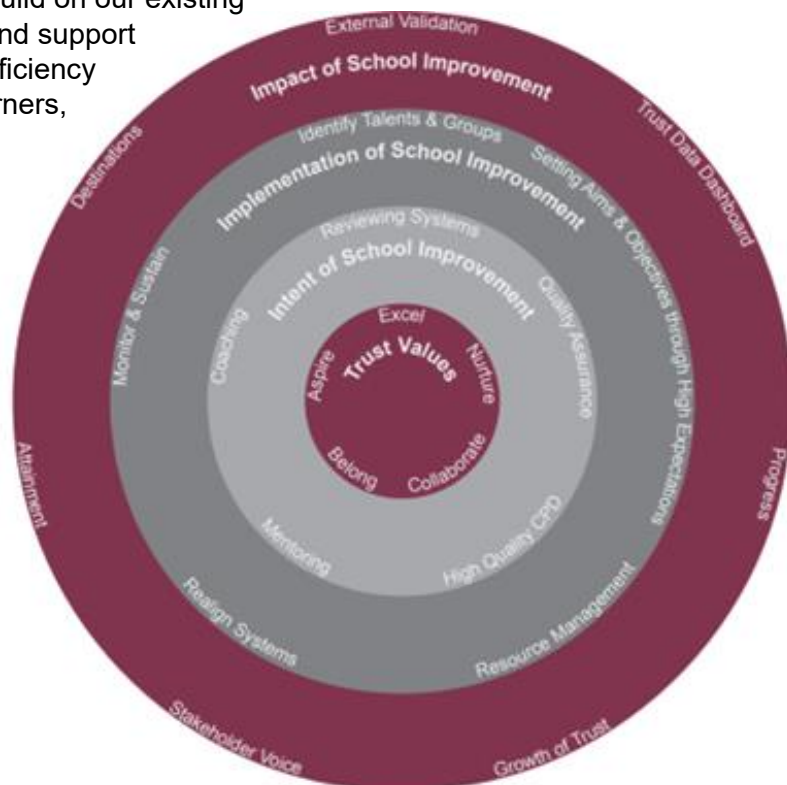 uild on our existing
nd support
ficiency
rners,
External Validation
Impact of School Improvement
Trust Data Dashboard
Progress
Growth of Trust
Stakeholder Voice
Attainment
Destinations
Identify Talents & Groups
Implementation of School Improvement
Setting Aims & Objectives through High Expectations
Resource Management
Realign Systems
Monitor & Sustain
Reviewing Systems
Intent of School Improvement
Quality Assurance
High Quality CPD
Mentoring
Coaching
Excel
Trust Values
Nurture
Collaborate
Belong
Aspire